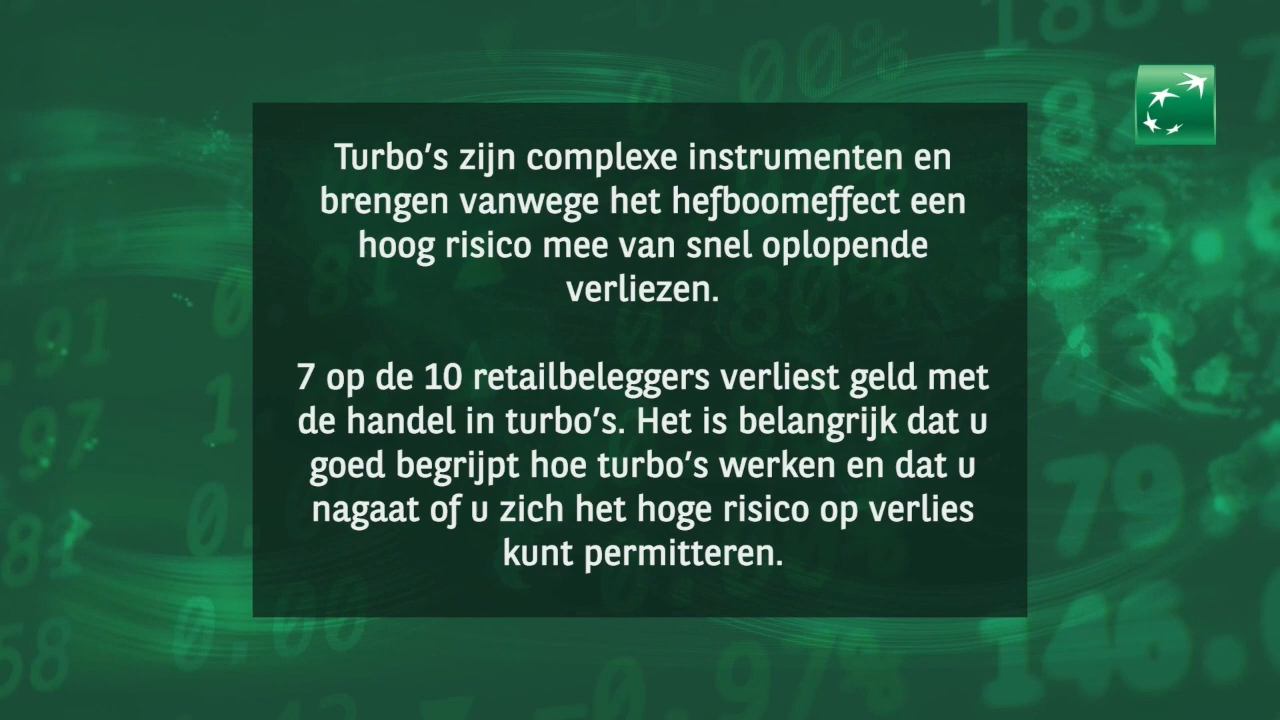 Turbo's zijn complexe instrumenten en
brengen vanwege het hefboomeffect een
hoog risico mee van snel oplopende
verliezen.
7 op de 10 retailbeleggers verliest geld met
de handel in turbo's. Het is belangrijk dat u
goed begrijpt hoe turbo's werken en dat u
nagaat of u zich het hoge risico op verlies
kunt permitteren.